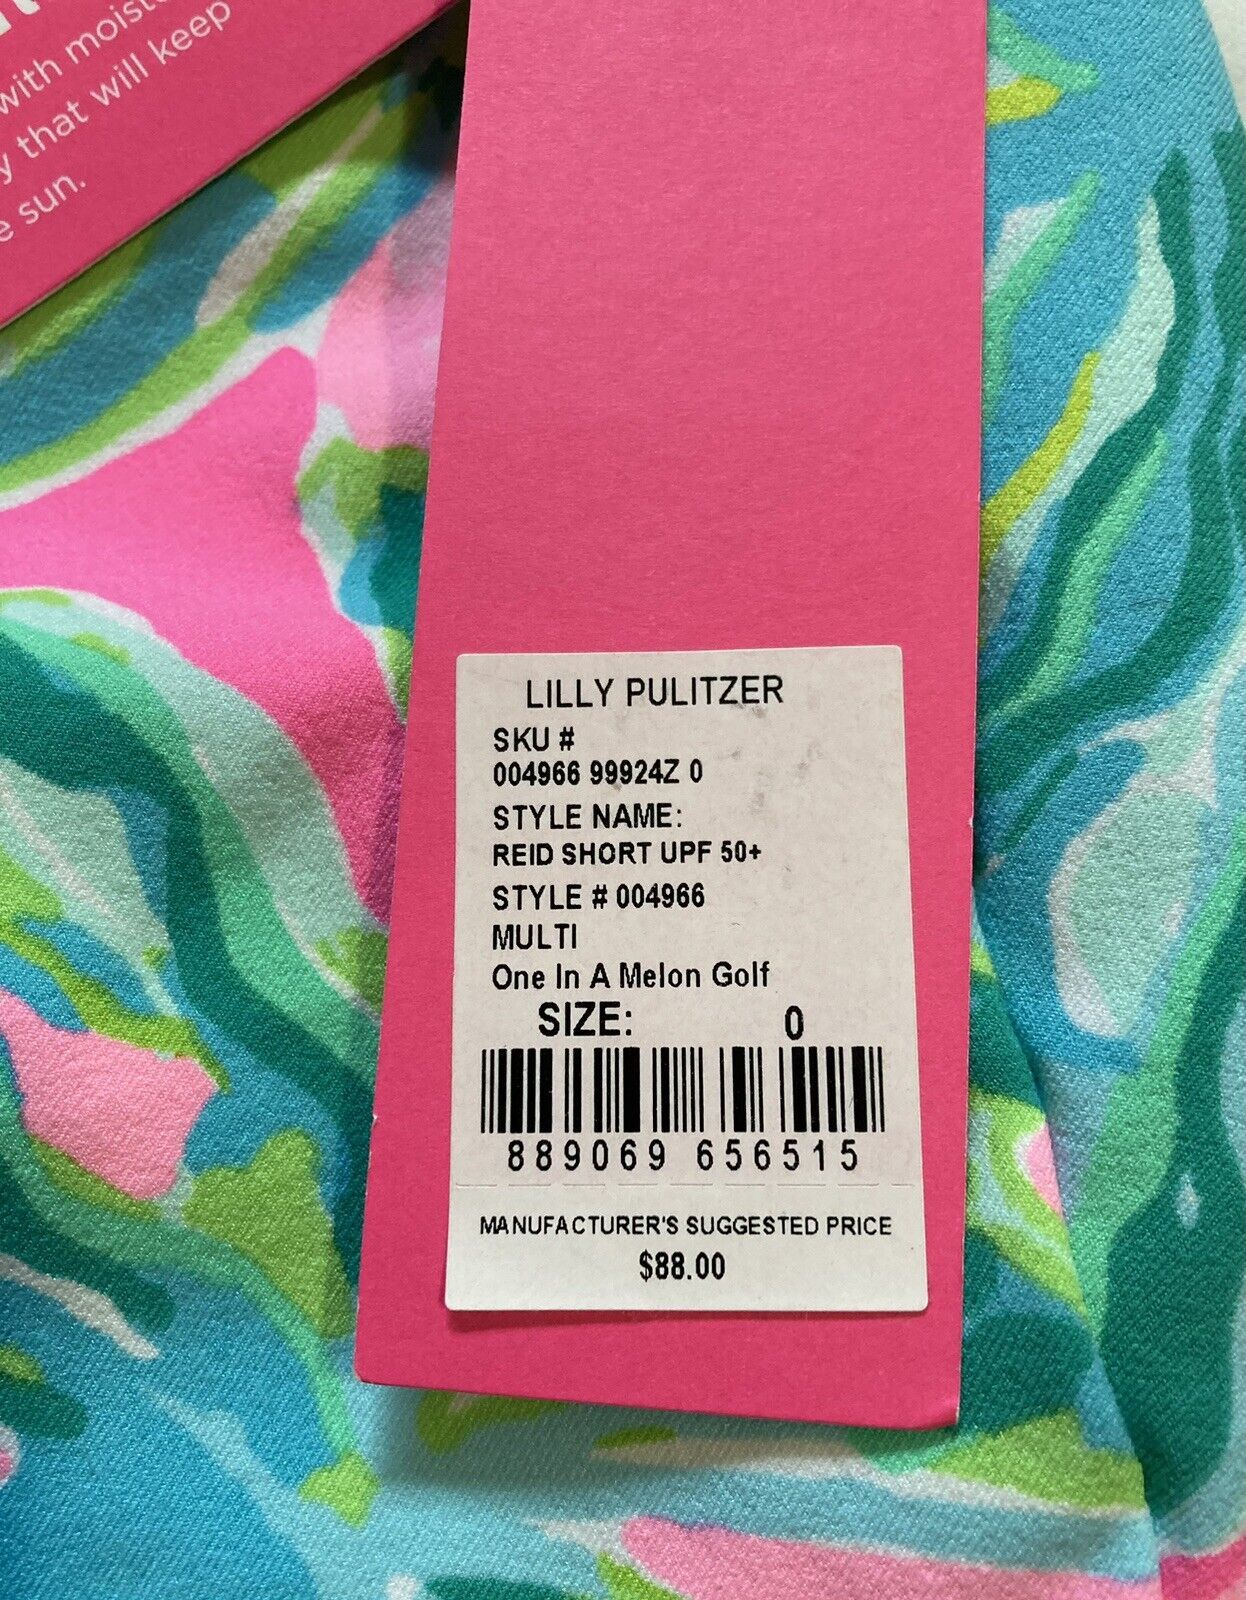 with
y that will keep
sun.
LILLY PULITZER
SKU #
004966 99924Z 0
STYLE NAME:
REID SHORT UPF 50+
STYLE # 004966
MULTI
One In A Melon Golf
SIZE: 0
889069 656515
MANUFACTURER'S SUGGESTED PRICE
$88.00